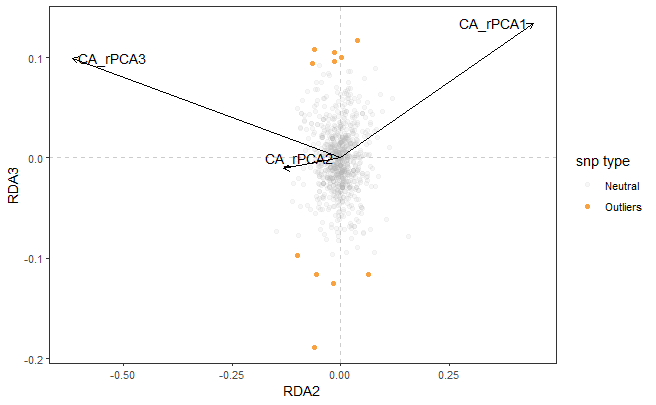 CA_rPCA1
CA_rPCA3
CA_rPCA2
0.1
0.0
-0.1
-0.2
RDA3
-0.50
-0.25
0.00
0.25
RDA2
snp type
Neutral
Outliers